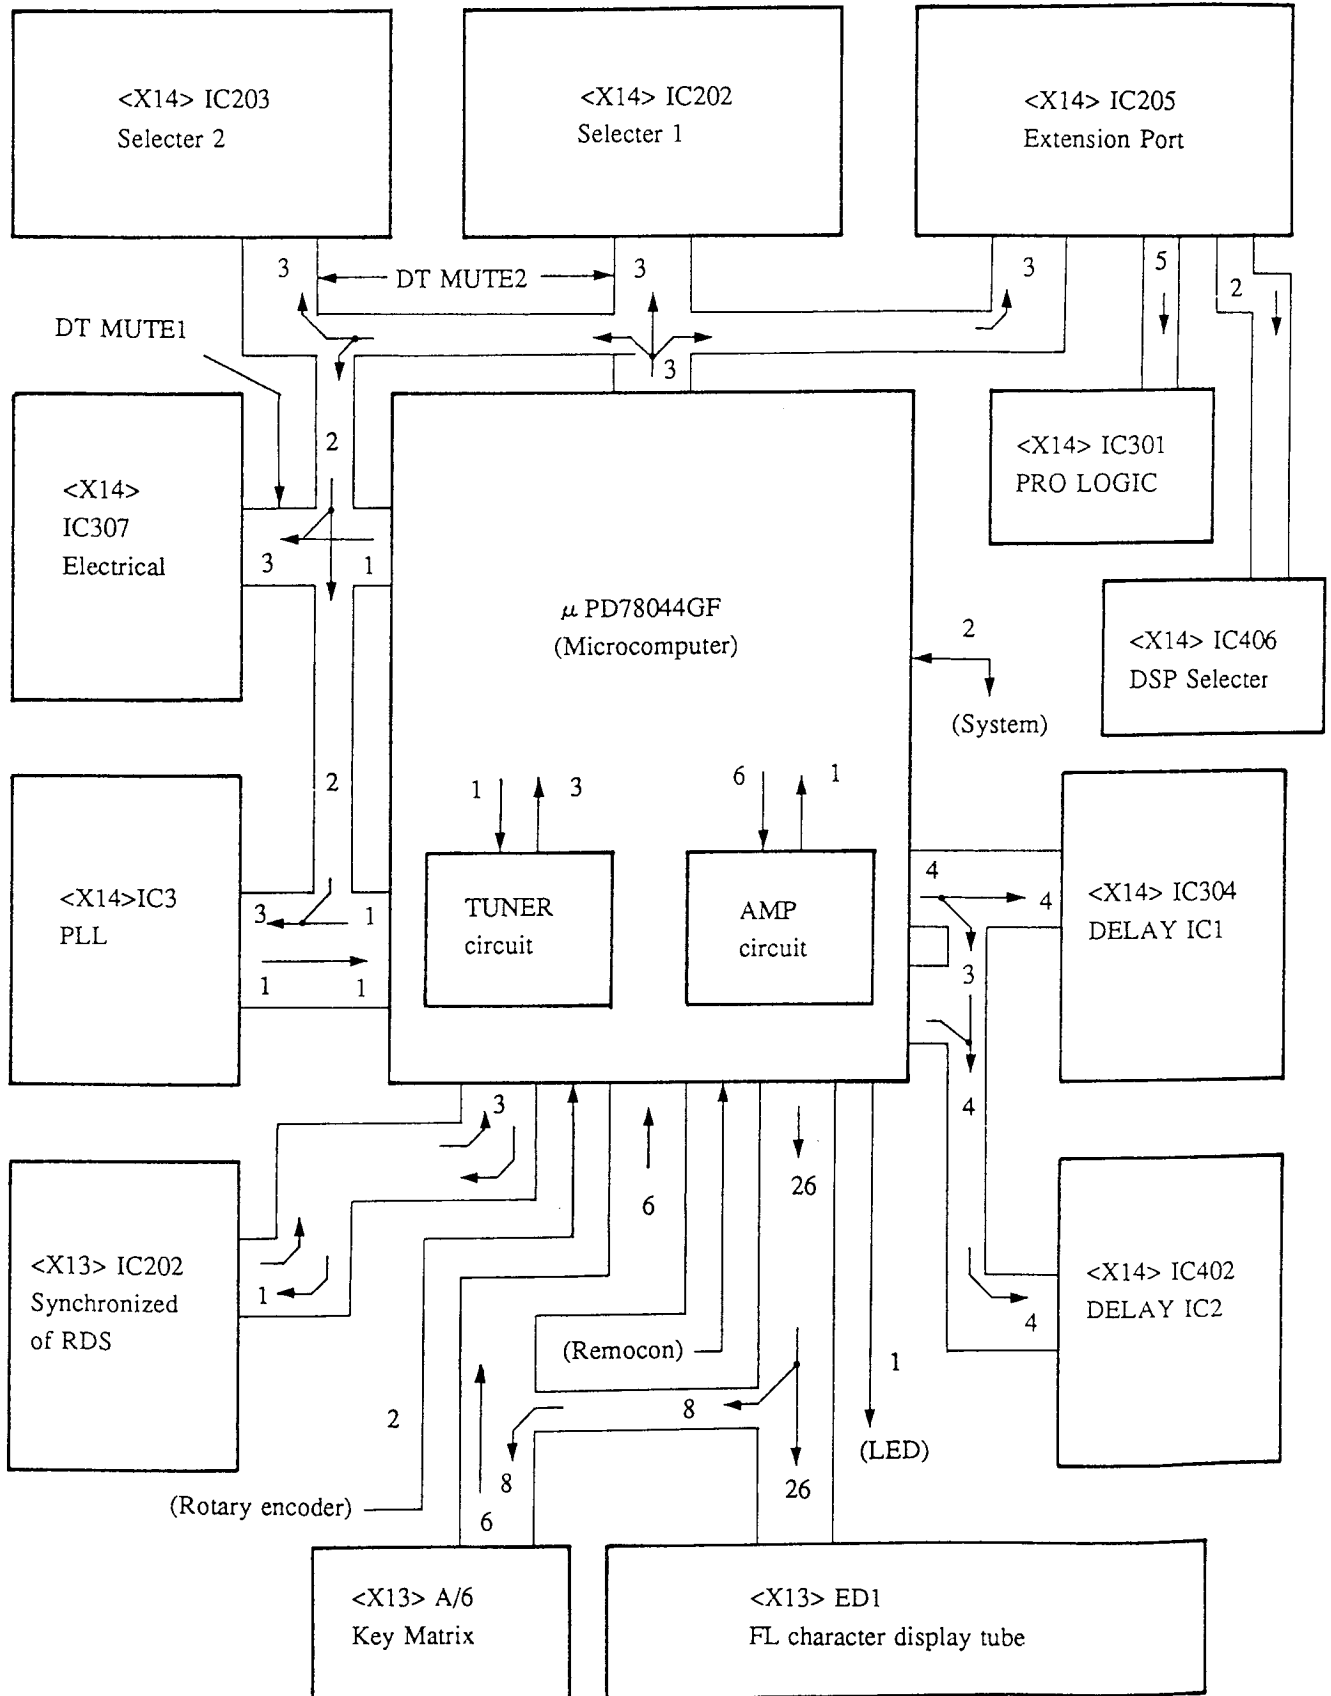 <X14> IC203
Selecter 2
<X14> IC202
Selecter 1
<X14> IC205
Extension Port
3
DT MUTE2
3
3
5
2
DT MUTE1
3
2
<X14>
IC307
Electrical
3
1
<X14> IC301
PRO LOGIC
μ PD78044GF
(Microcomputer)
2
(System)
<X14> IC406
DSP Selecter
2
1
3
6
1
<X14>IC3
PLL
3
1
1
1
TUNER
circuit
AMP
circuit
4
4
3
4
<X14> IC304
DELAY IC1
3
6
26
<X13> IC202
Synchronized
of RDS
1
<X14> IC402
DELAY IC2
4
(Remocon)
1
2
8
(LED)
8
26
(Rotary encoder)
6
<X13> A/6
Key Matrix
<X13> ED1
FL character display tube